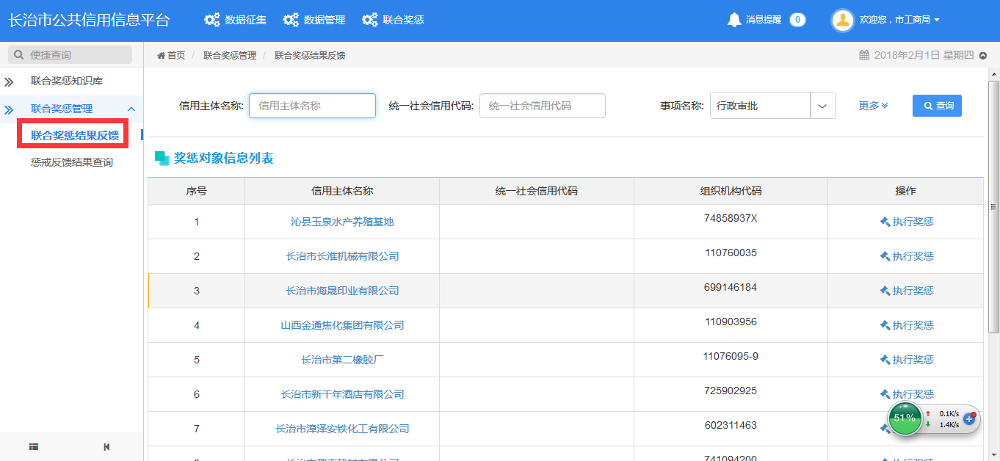 长治市公共信用信息平台 数据征集 数据管理 联合奖惩 消息提醒 0 欢迎您，市工商局
便捷查询 首页 / 联合奖惩管理 / 联合奖惩结果反馈 2018年2月1日 星期四
联合奖惩知识库
联合奖惩管理
联合奖惩结果反馈
惩戒反馈结果查询
信用主体名称: 信用主体名称 统一社会信用代码: 统一社会信用代码 事项名称: 行政审批 更多 查询
奖惩对象信息列表
序号 信用主体名称 统一社会信用代码 组织机构代码 操作
1 沁县玉泉水产养殖基地 74858937X 执行奖惩
2 长治市长淮机械有限公司 110760035 执行奖惩
3 长治市海晟印业有限公司 699146184 执行奖惩
4 山西金通焦化集团有限公司 110903956 执行奖惩
5 长治市第二橡胶厂 11076095-9 执行奖惩
6 长治市新千年酒店有限公司 725902925 执行奖惩
7 长治市漳泽安铁化工有限公司 602311463
51% 0.1K/s
1.4K/s
741094200